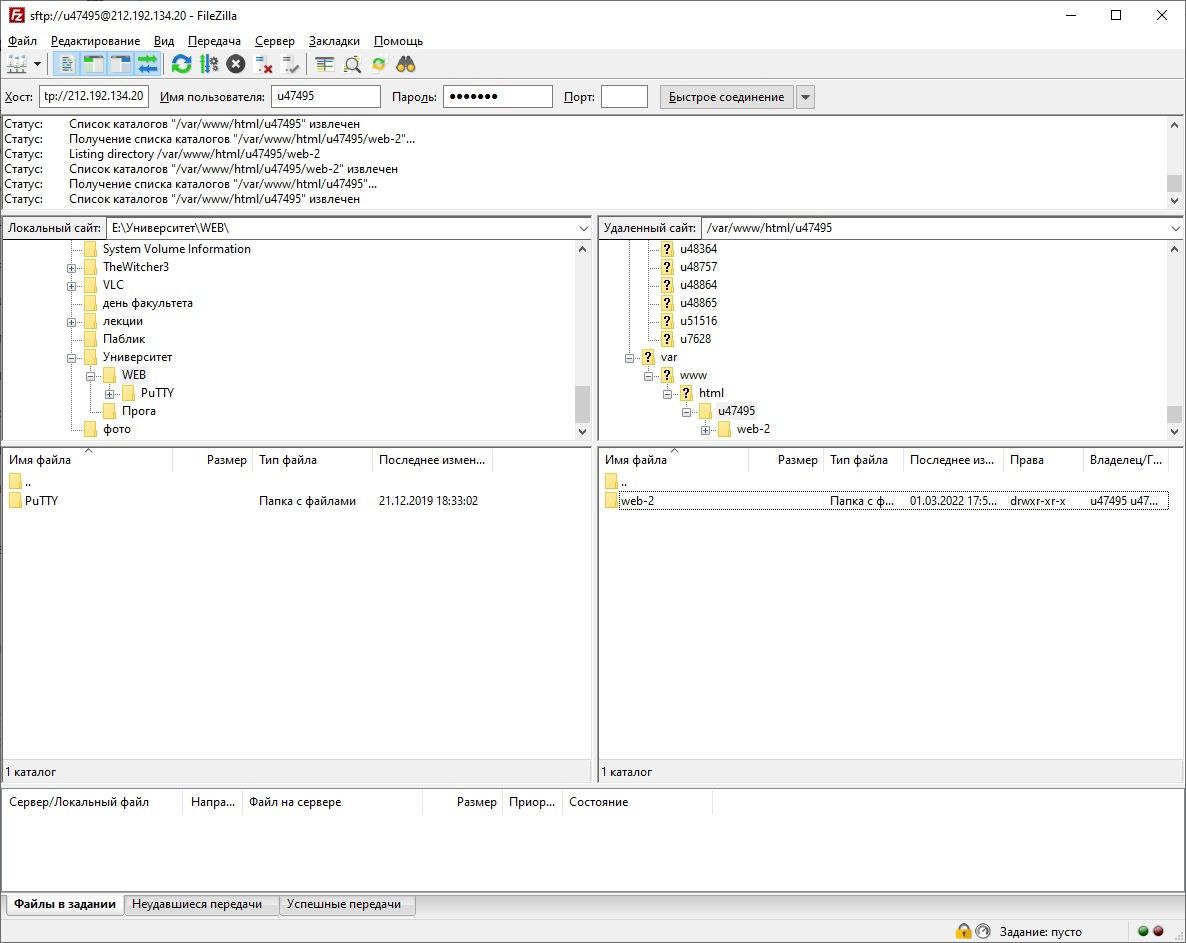 sftp://u47495@212.192.134.20 - FileZilla
Файл Редактирование Вид Передача Сервер Закладки Помощь
Хост: tp://212.192.134.20 Имя пользователя: u47495 Пароль: ●●●●●●● Порт: Быстрое соединение
Статус: Список каталогов "/var/www/html/u47495" извлечен
Статус: Получение списка каталогов "/var/www/html/u47495/web-2"...
Статус: Listing directory /var/www/html/u47495/web-2
Статус: Список каталогов "/var/www/html/u47495/web-2" извлечен
Статус: Получение списка каталогов "/var/www/html/u47495"...
Статус: Список каталогов "/var/www/html/u47495" извлечен
Локальный сайт: E:\Университет\WEB\
System Volume Information
TheWitcher3
VLC
день факультета
лекции
Паблик
Университет
WEB
PuTTY
Прога
фото
Удаленный сайт: /var/www/html/u47495
? u48364
? u48757
? u48864
? u48865
? u51516
? u7628
? var
? www
? html
u47495
web-2
Имя файла Размер Тип файла Последнее измен...
..
PuTTY Папка с файлами 21.12.2019 18:33:02
1 каталог
Имя файла Размер Тип файла Последнее из... Права Владелец/Г...
..
web-2 Папка с ф... 01.03.2022 17:5... drwxr-xr-x u47495 u47...
1 каталог
Сервер/Локальный файл Напра... Файл на сервере Размер Приор... Состояние
Файлы в задании Неудавшиеся передачи Успешные передачи
Задание: пусто